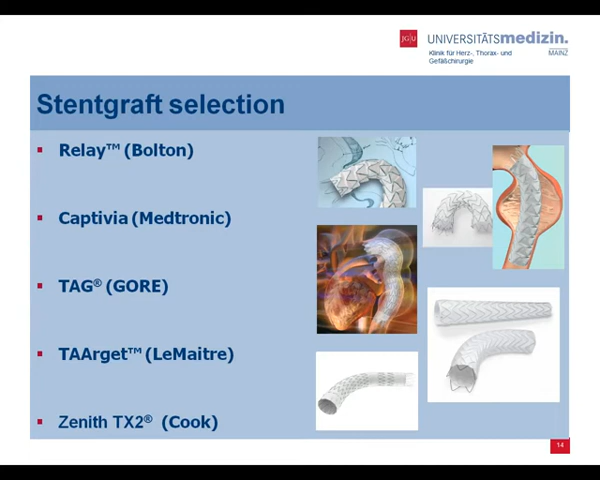 JG|U
UNIVERSITÄTSmedizin.
MAINZ
Klinik für Herz-, Thorax- und
Gefäßchirurgie
Stentgraft selection
Relay™ (Bolton)
Captivia (Medtronic)
TAG® (GORE)
TAArget™ (LeMaitre)
Zenith TX2® (Cook)
14